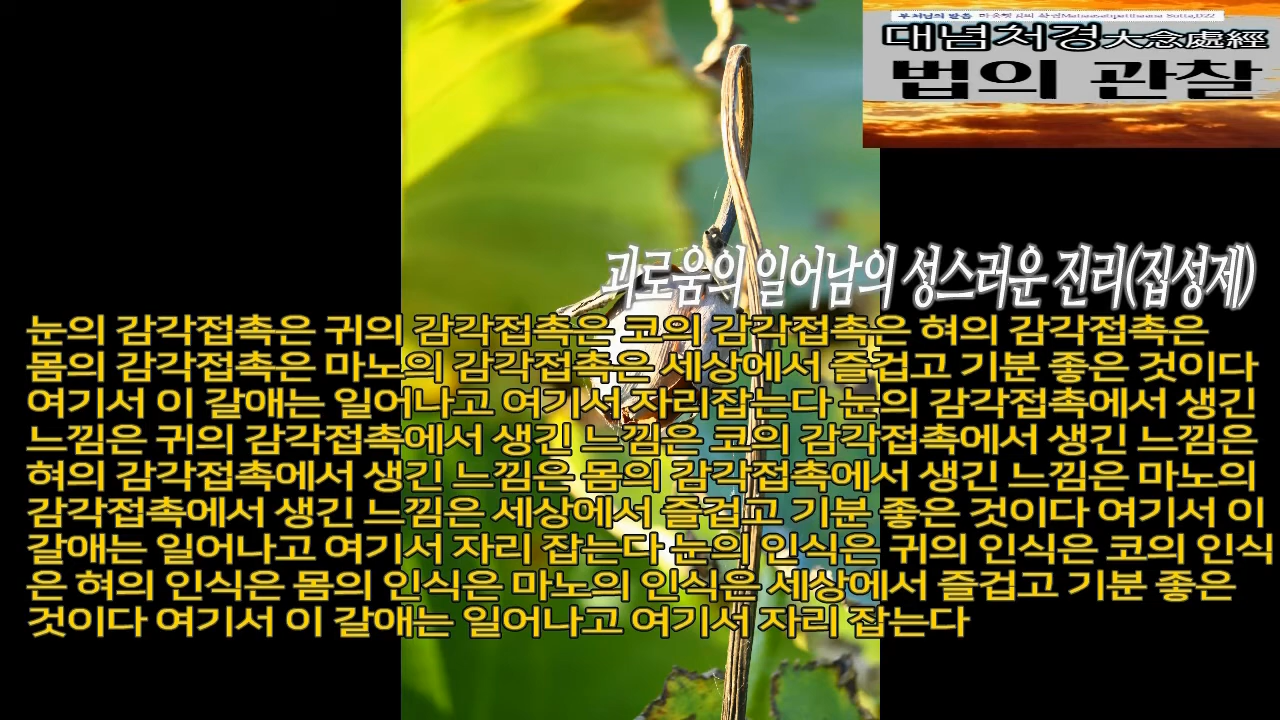 부처님의 말씀
대념처경大念處經
법의 관찰
괴로움의 일어남의 성스러운 진리(집성제)
눈의 감각접촉은 귀의 감각접촉은 코의 감각접촉은 혀의 감각접촉은
몸의 감각접촉은 마노의 감각접촉은 세상에서 즐겁고 기분 좋은 것이다
여기서 이 갈애는 일어나고 여기서 자리잡는다 눈의 감각접촉에서 생긴
느낌은 귀의 감각접촉에서 생긴 느낌은 코의 감각접촉에서 생긴 느낌은
혀의 감각접촉에서 생긴 느낌은 몸의 감각접촉에서 생긴 느낌은 마노의
감각접촉에서 생긴 느낌은 세상에서 즐겁고 기분 좋은 것이다 여기서 이
갈애는 일어나고 여기서 자리 잡는다 눈의 인식은 귀의 인식은 코의 인식
은 혀의 인식은 몸의 인식은 마노의 인식은 세상에서 즐겁고 기분 좋은
것이다 여기서 이 갈애는 일어나고 여기서 자리 잡는다